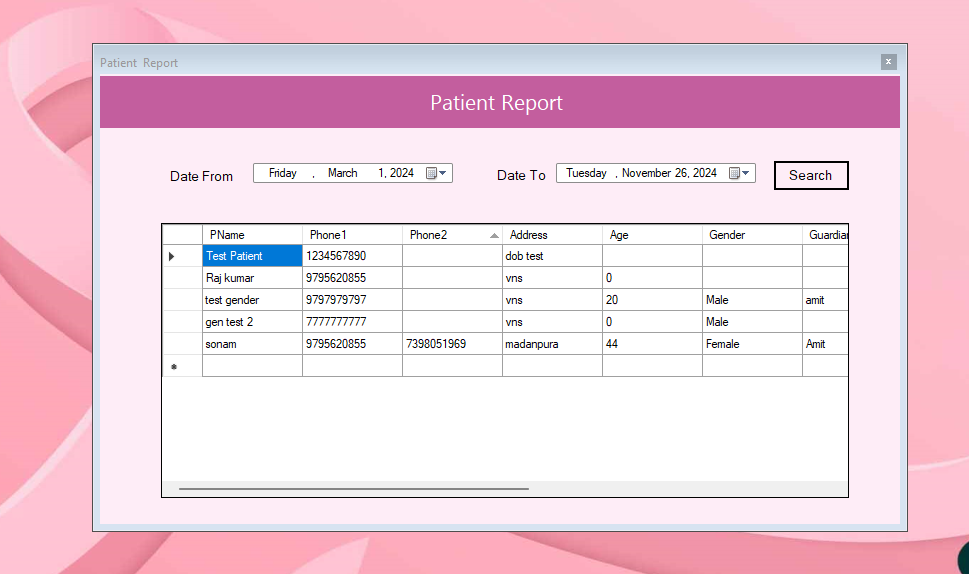 Patient Report
x
Patient Report
Date From Friday , March 1, 2024 Date To Tuesday , November 26, 2024 Search
PName Phone1 Phone2 Address Age Gender Guardian
Test Patient 1234567890 dob test
Raj kumar 9795620855 vns 0
test gender 9797979797 vns 20 Male amit
gen test 2 7777777777 vns 0 Male
sonam 9795620855 7398051969 madanpura 44 Female Amit